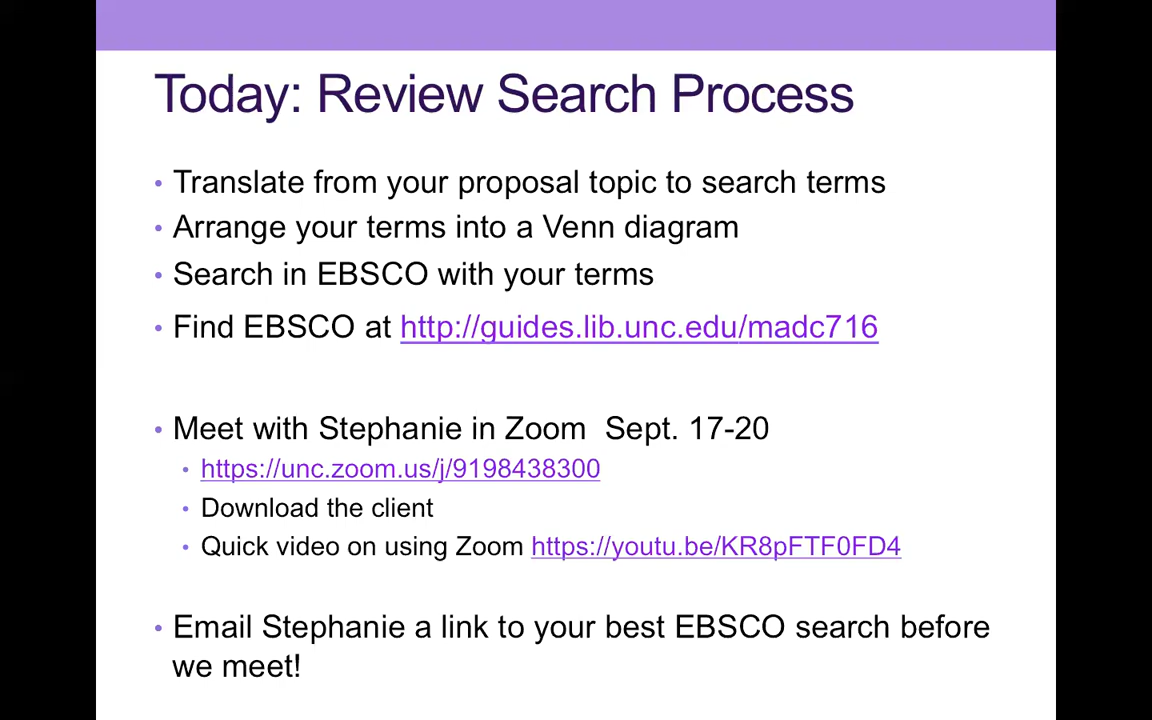 Today: Review Search Process
• Translate from your proposal topic to search terms
• Arrange your terms into a Venn diagram
• Search in EBSCO with your terms
• Find EBSCO at http://guides.lib.unc.edu/madc716
• Meet with Stephanie in Zoom  Sept. 17-20
• https://unc.zoom.us/j/9198438300
• Download the client
• Quick video on using Zoom https://youtu.be/KR8pFTF0FD4
• Email Stephanie a link to your best EBSCO search before
we meet!